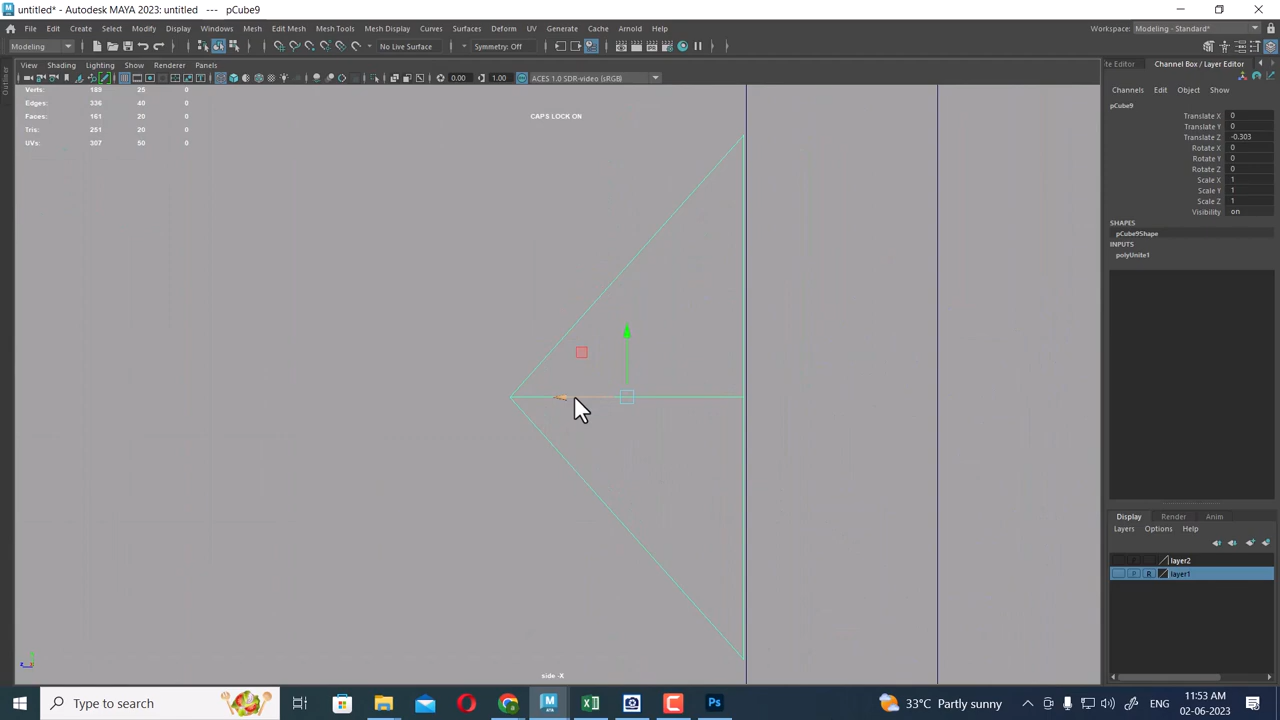 untitled* - Autodesk MAYA 2023: untitled --- pCube9
File Edit Create Select Modify Display Windows Mesh Edit Mesh Mesh Tools Mesh Display Curves Surfaces Deform UV Generate Cache Arnold Help
Workspace: Modeling - Standard*
Modeling No Live Surface Symmetry: Off
View Shading Lighting Show Renderer Panels
te Editor Channel Box / Layer Editor
0.00 1.00 ACES 1.0 SDR-video (sRGB)
Outliner
Channels Edit Object Show
Verts: 189 25 0
Edges: 336 40 0
Faces: 161 20 0
Tris: 251 20 0
UVs: 307 50 0
CAPS LOCK ON
pCube9
Translate X 0
Translate Y 0
Translate Z -0.303
Rotate X 0
Rotate Y 0
Rotate Z 0
Scale X 1
Scale Y 1
Scale Z 1
Visibility on
SHAPES
pCube9Shape
INPUTS
polyUnite1
Display Render Anim
Layers Options Help
layer2
P R layer1
side -X
Type here to search
Ps
33°C Partly sunny
ENG
11:53 AM
02-06-2023